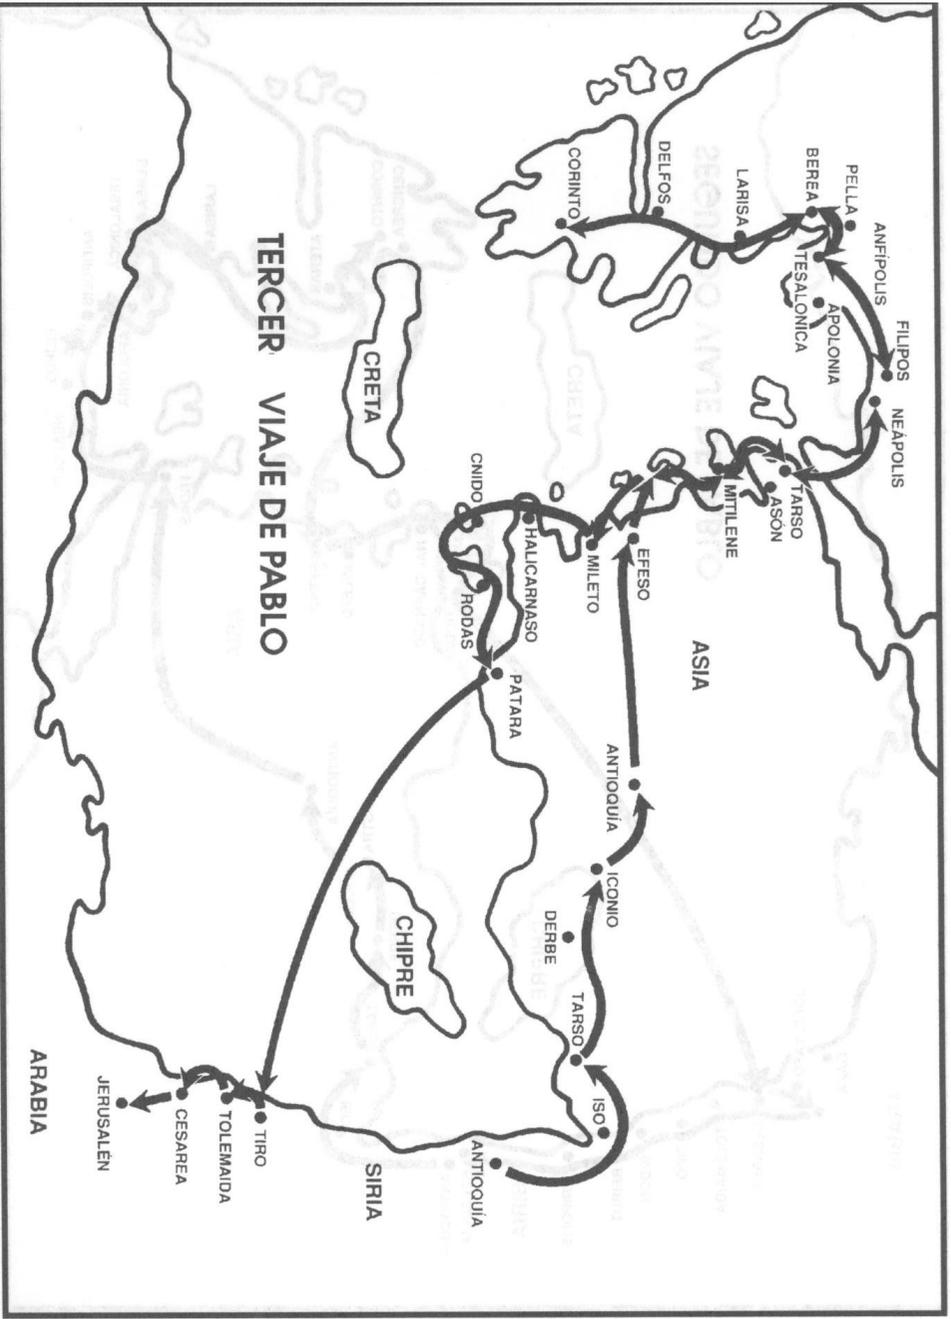 PELLA
BEREA
ANFÍPOLIS
FILIPOS
NEÁPOLIS
LARISA
TESALONICA
APOLONIA
DELFOS
CORINTO
TARSO
ASÓN
MITILENE
ASIA
EFESO
MILETO
HALICARNASO
CNIDO
RODAS
PATARA
ANTIOQUÍA
ICONIO
DERBE
TARSO
ISO
ANTIOQUÍA
CRETA
CHIPRE
SIRIA
TERCER VIAJE DE PABLO
TIRO
TOLEMAIDA
CESAREA
JERUSALÉN
ARABIA